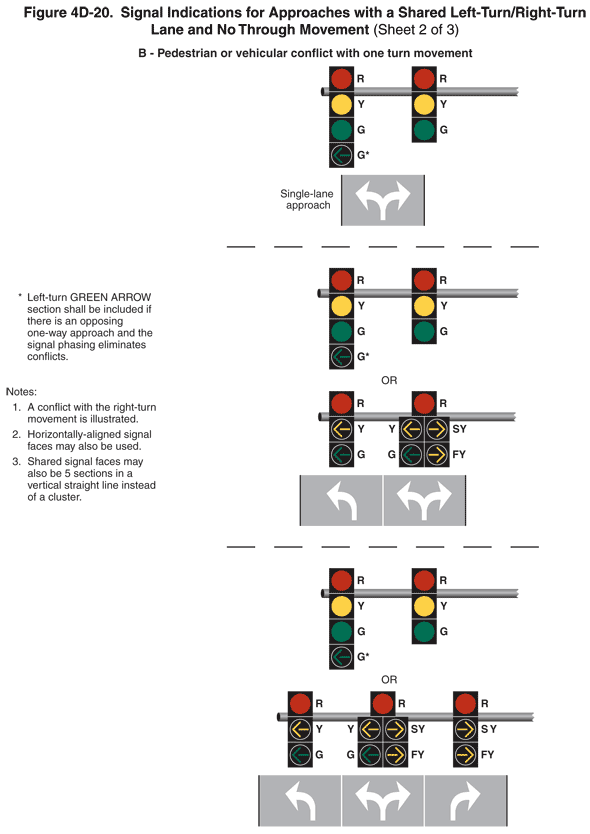 Figure 4D-20. Signal Indications for Approaches with a Shared Left-Turn/Right-Turn
Lane and No Through Movement (Sheet 2 of 3)
B - Pedestrian or vehicular conflict with one turn movement
R R
Y Y
G G
G*
Single-lane
approach
* Left-turn GREEN ARROW
section shall be included if
there is an opposing
one-way approach and the
signal phasing eliminates
conflicts.
Notes:
1. A conflict with the right-turn
movement is illustrated.
2. Horizontally-aligned signal
faces may also be used.
3. Shared signal faces may
also be 5 sections in a
vertical straight line instead
of a cluster.
R R
Y Y
G G
G*
OR
R R
Y Y SY
G G FY
R R
Y Y
G G
G*
OR
R R R
Y Y SY SY
G G FY FY